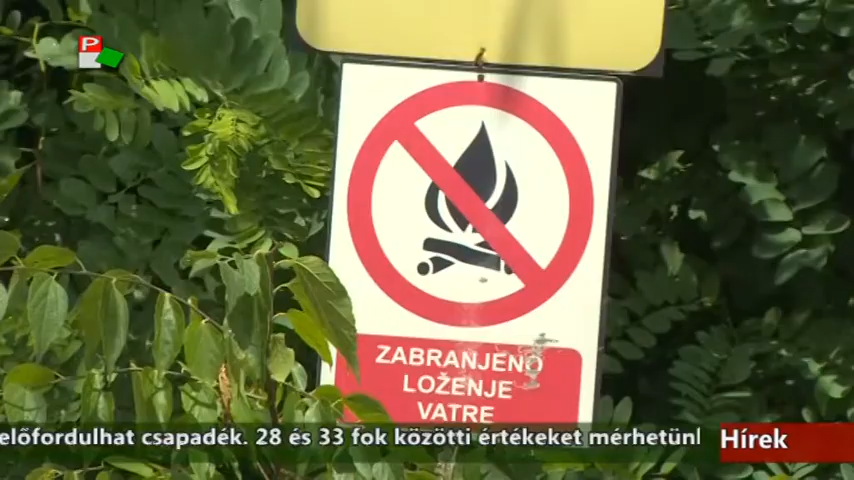 P
ZABRANJENO
LOŽENJE
VATRE
előfordulhat csapadék. 28 és 33 fok közötti értékeket mérhetünk
Hírek